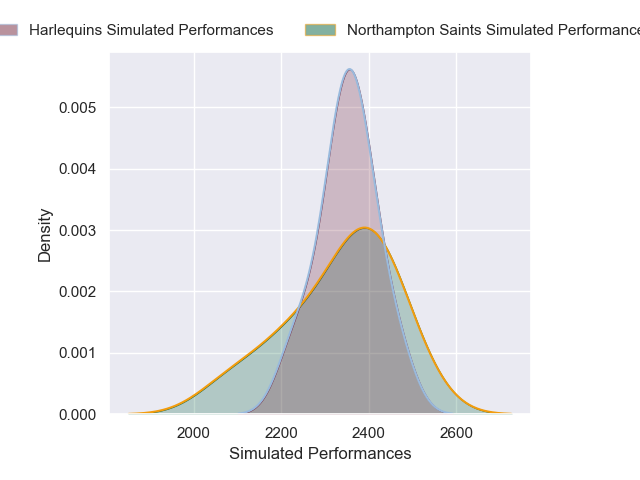 Harlequins Simulated Performances Northampton Saints Simulated Performance
0.005
0.004
0.003
0.002
0.001
0.000
Density
2000 2200 2400 2600
Simulated Performances